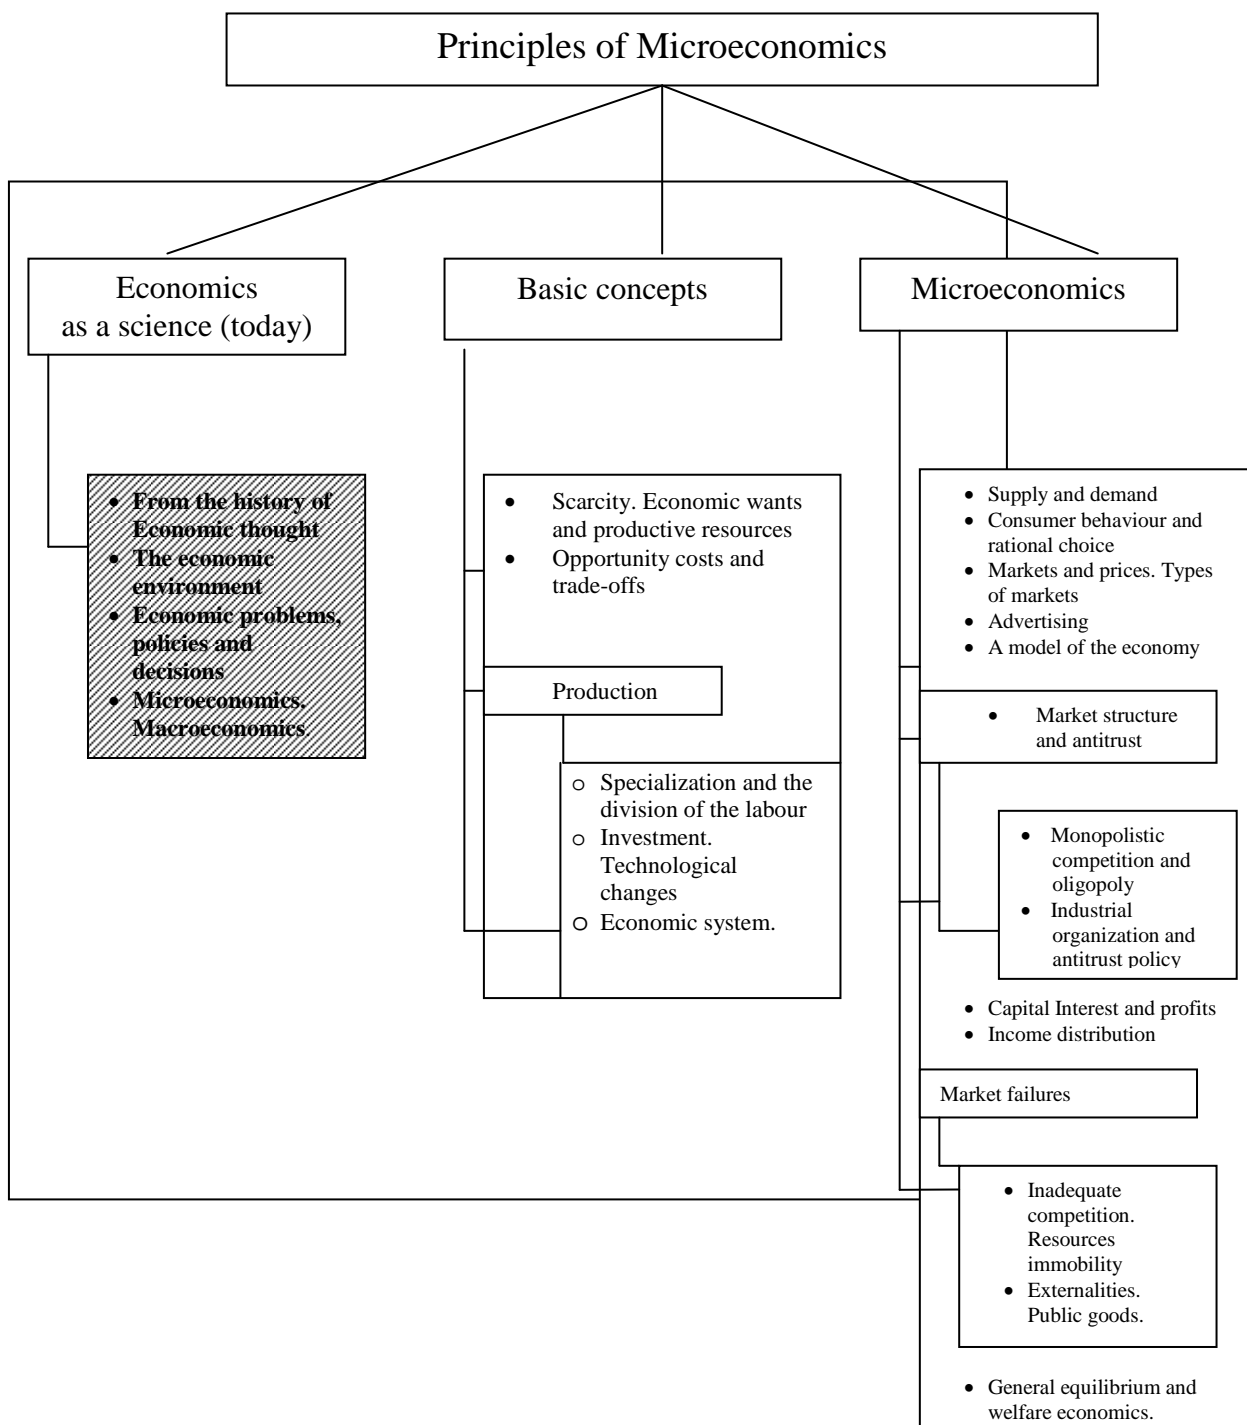 Principles of Microeconomics
Economics
as a science (today)
Basic concepts
Microeconomics
• From the history of
Economic thought
• The economic
environment
• Economic problems,
policies and
decisions
• Microeconomics.
Macroeconomics.
• Scarcity. Economic wants
and productive resources
• Opportunity costs and
trade-offs
Production
o Specialization and the
division of the labour
o Investment.
Technological
changes
o Economic system.
• Supply and demand
• Consumer behaviour and
rational choice
• Markets and prices. Types
of markets
• Advertising
• A model of the economy
• Market structure
and antitrust
• Monopolistic
competition and
oligopoly
• Industrial
organization and
antitrust policy
• Capital Interest and profits
• Income distribution
Market failures
• Inadequate
competition.
Resources
immobility
• Externalities.
Public goods.
• General equilibrium and
welfare economics.